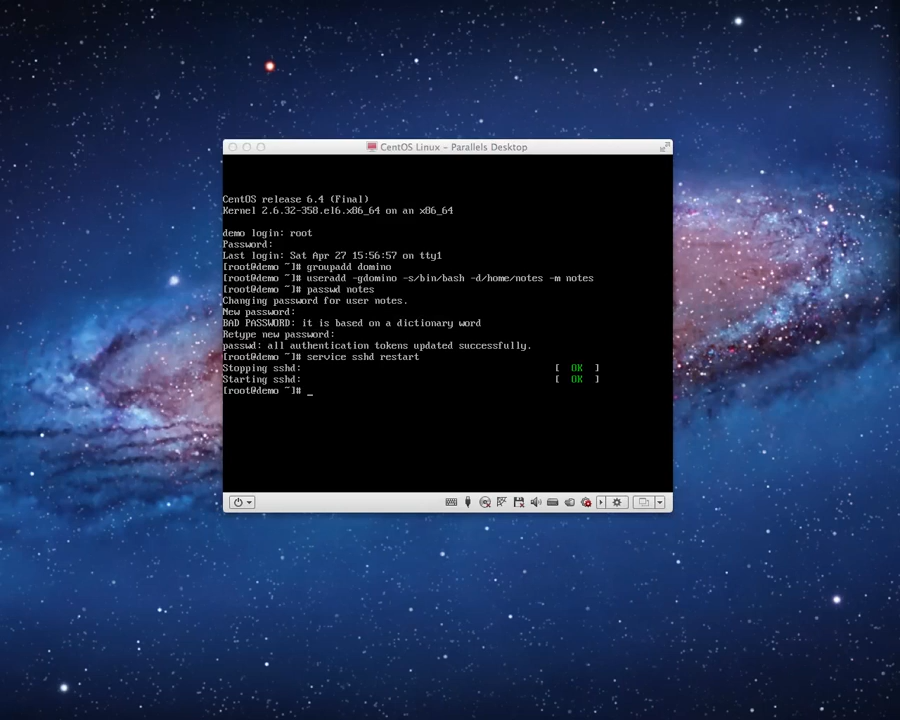 CentOS Linux - Parallels Desktop
CentOS release 6.4 (Final)
Kernel 2.6.32-358.el6.x86_64 on an x86_64
demo login: root
Password:
Last login: Sat Apr 27 15:56:57 on tty1
[root@demo ~]# groupadd domino
[root@demo ~]# useradd -gdomino -s/bin/bash -d/home/notes -m notes
[root@demo ~]# passwd notes
Changing password for user notes.
New password:
BAD PASSWORD: it is based on a dictionary word
Retype new password:
passwd: all authentication tokens updated successfully.
[root@demo ~]# service sshd restart
Stopping sshd: [ OK ]
Starting sshd: [ OK ]
[root@demo ~]# _